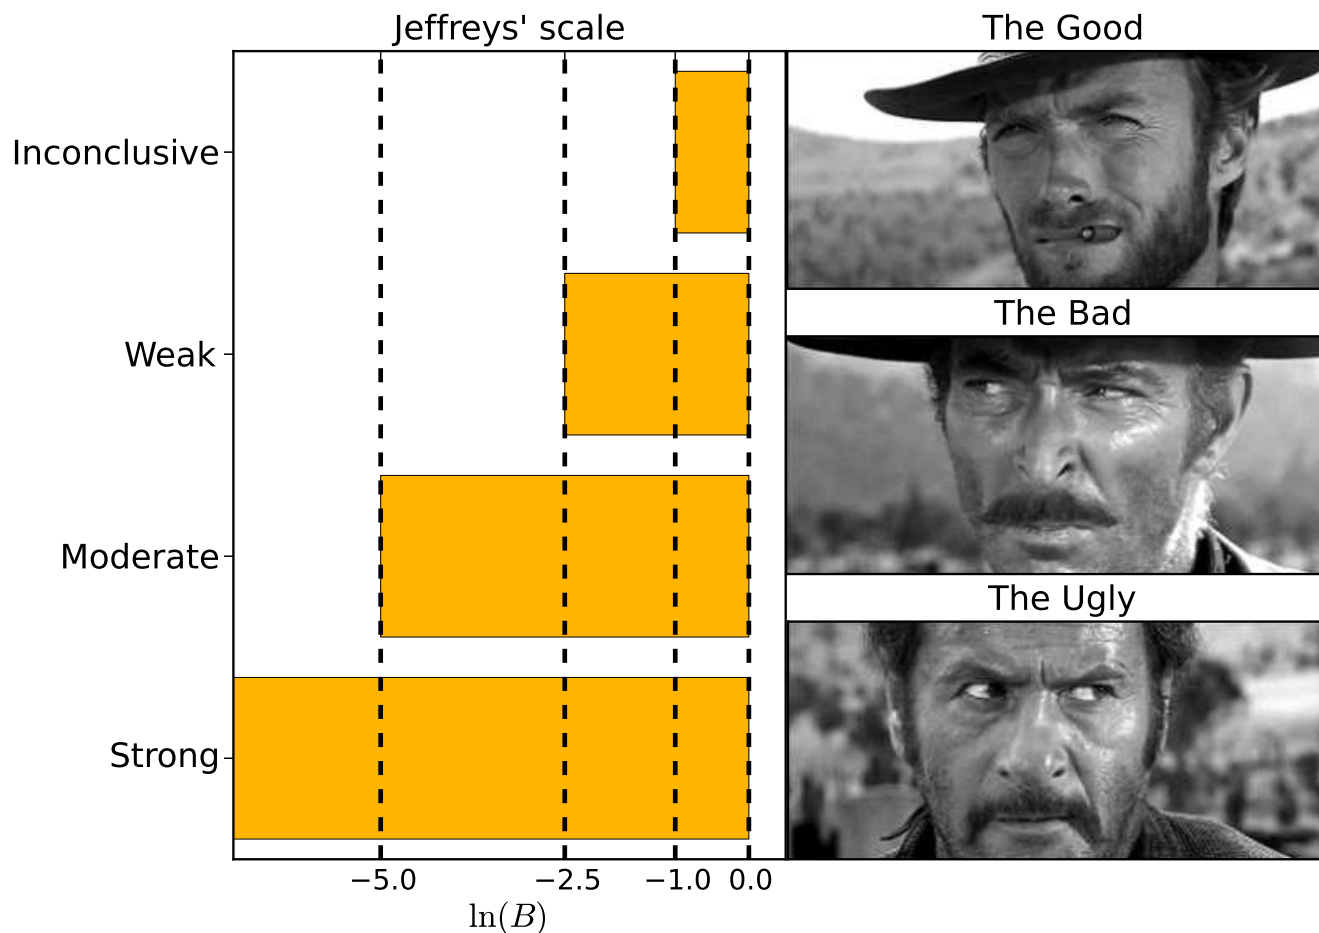 Jeffreys' scale
Inconclusive
Weak
Moderate
Strong
−5.0 −2.5 −1.0 0.0
ln(B)
The Good
The Bad
The Ugly